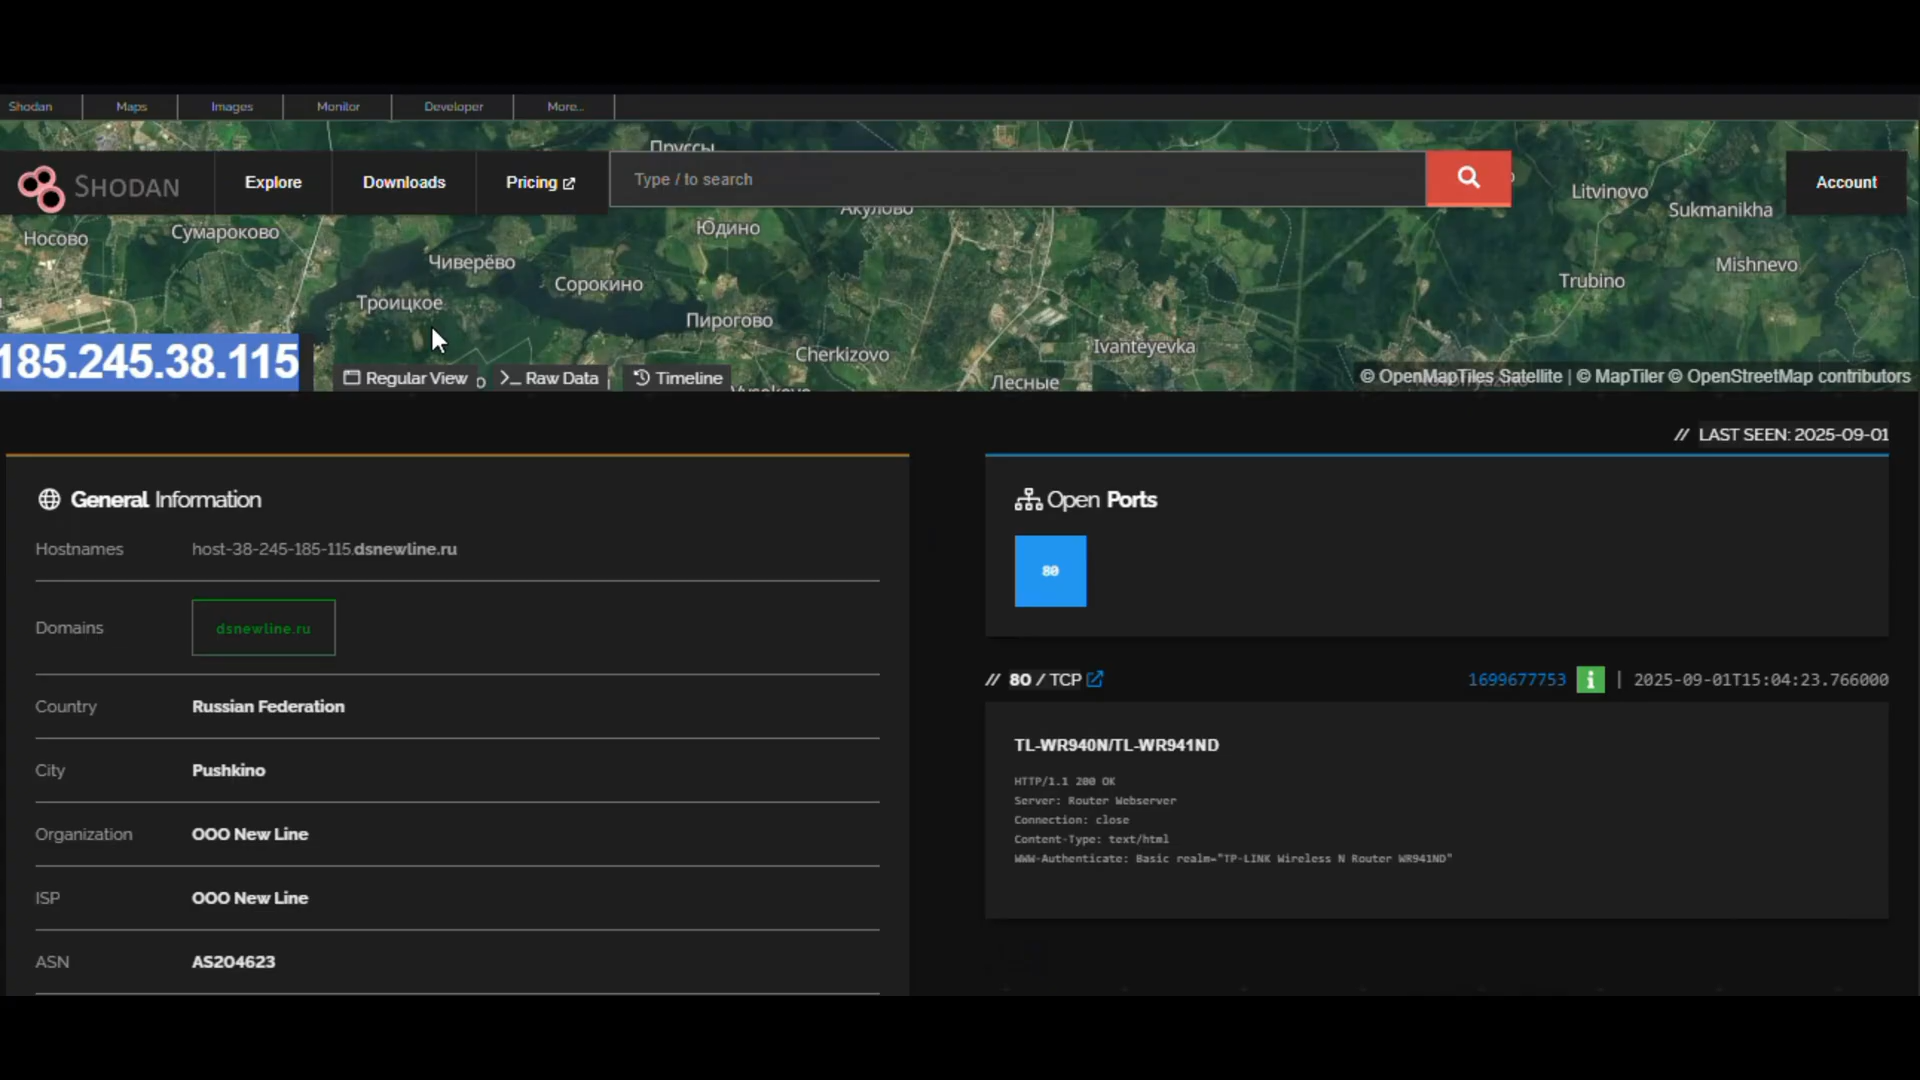 Shodan
Maps
Images
Monitor
Developer
More...
Пруссы
SHODAN
Explore
Downloads
Pricing
Type / to search
Account
Litvinovo
Sukmanikha
Носово
Сумароково
Акулово
Юдино
Чиверёво
Сорокино
Троицкое
Пирогово
Trubino
Mishnevo
Cherkizovo
Ivanteyevka
Лесные
185.245.38.115
Regular View
>_ Raw Data
Timeline
© OpenMapTiles Satellite | © MapTiler © OpenStreetMap contributors
// LAST SEEN: 2025-09-01
General Information
Hostnames host-38-245-185-115.dsnewline.ru
Domains dsnewline.ru
Country Russian Federation
City Pushkino
Organization OOO New Line
ISP OOO New Line
ASN AS204623
Open Ports
80
// 80 / TCP
1699677753 i | 2025-09-01T15:04:23.766000
TL-WR940N/TL-WR941ND
HTTP/1.1 200 OK
Server: Router Webserver
Connection: close
Content-Type: text/html
WWW-Authenticate: Basic realm="TP-LINK Wireless N Router WR941ND"